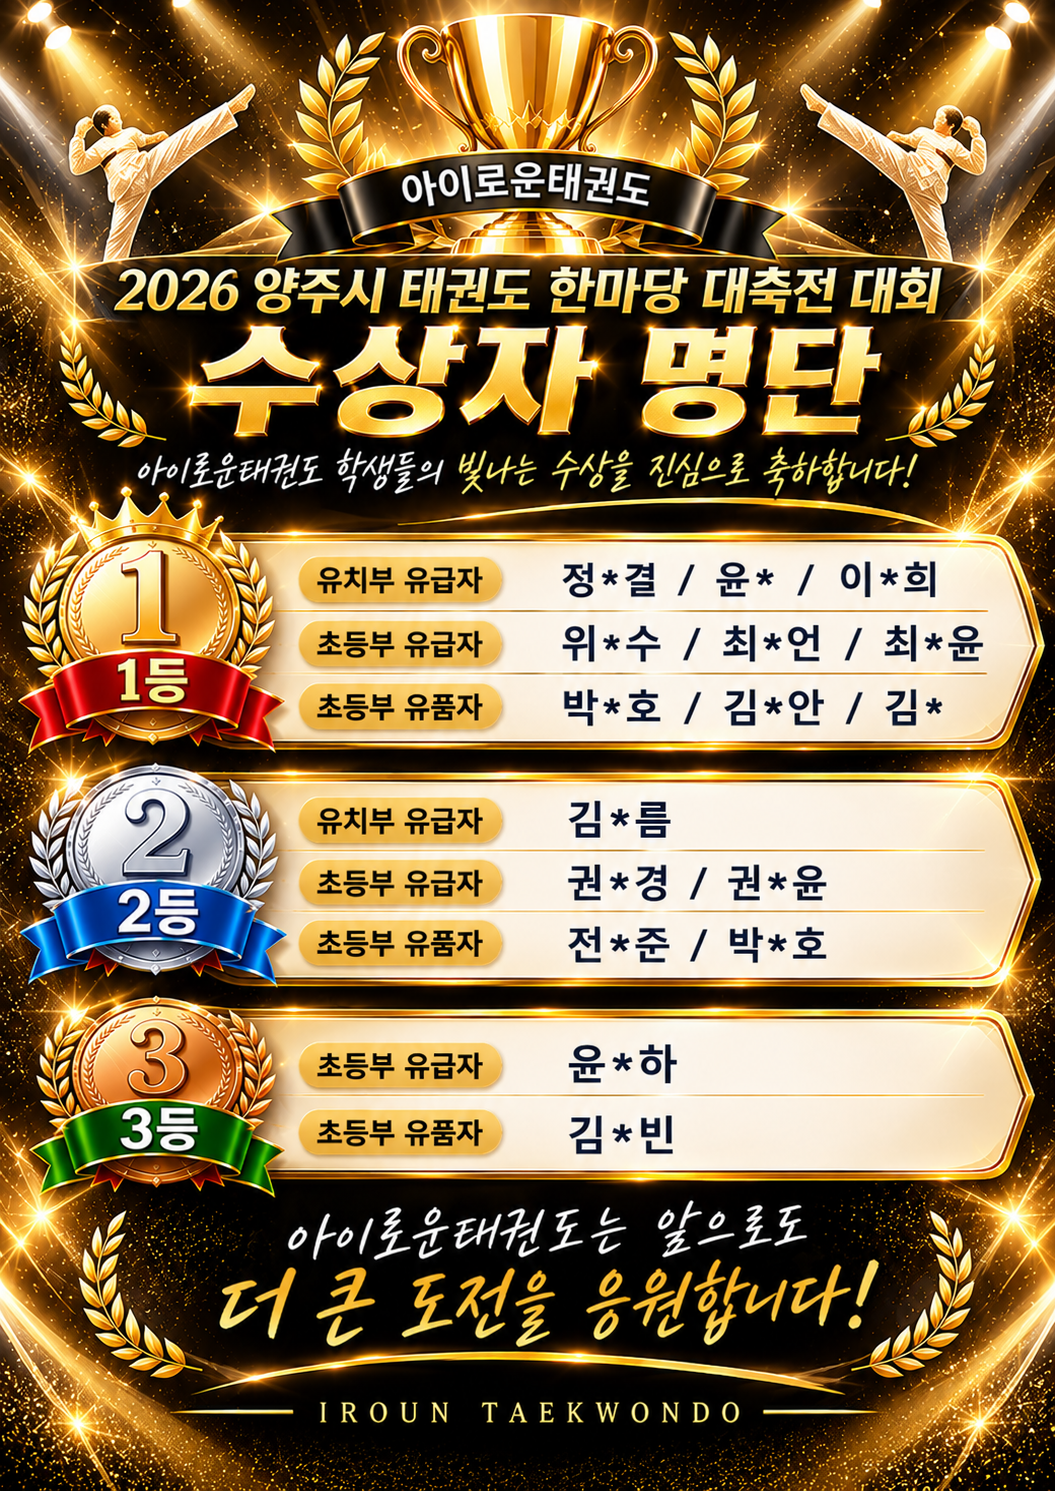 아이로운태권도
2026 양주시 태권도 한마당 대축전 대회
수상자 명단
아이로운태권도 학생들의 빛나는 수상을 진심으로 축하합니다!
1
1등
유치부 유급자 정*결 / 윤* / 이*희
초등부 유급자 위*수 / 최*언 / 최*윤
초등부 유품자 박*호 / 김*안 / 김*
2
2등
유치부 유급자 김*름
초등부 유급자 권*경 / 권*윤
초등부 유품자 전*준 / 박*호
3
3등
초등부 유급자 윤*하
초등부 유품자 김*빈
아이로운태권도는 앞으로도
더 큰 도전을 응원합니다!
IROUN TAEKWONDO